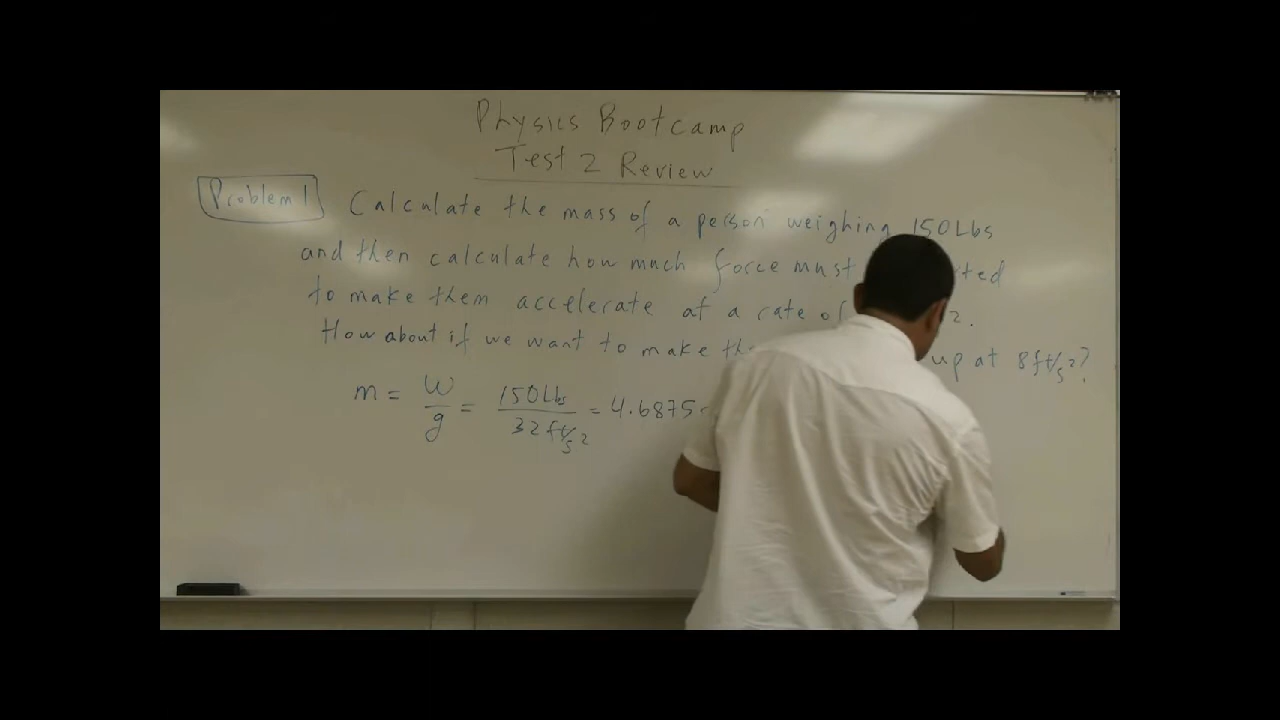 Physics Bootcamp
Test 2 Review
Problem 1 Calculate the mass of a person weighing 150Lbs
and then calculate how much force must
to make them accelerate at a rate of 2.
How about if we want to make up at 8ft/s²?
m = W/g = 150Lbs/32ft/s² = 4.6875